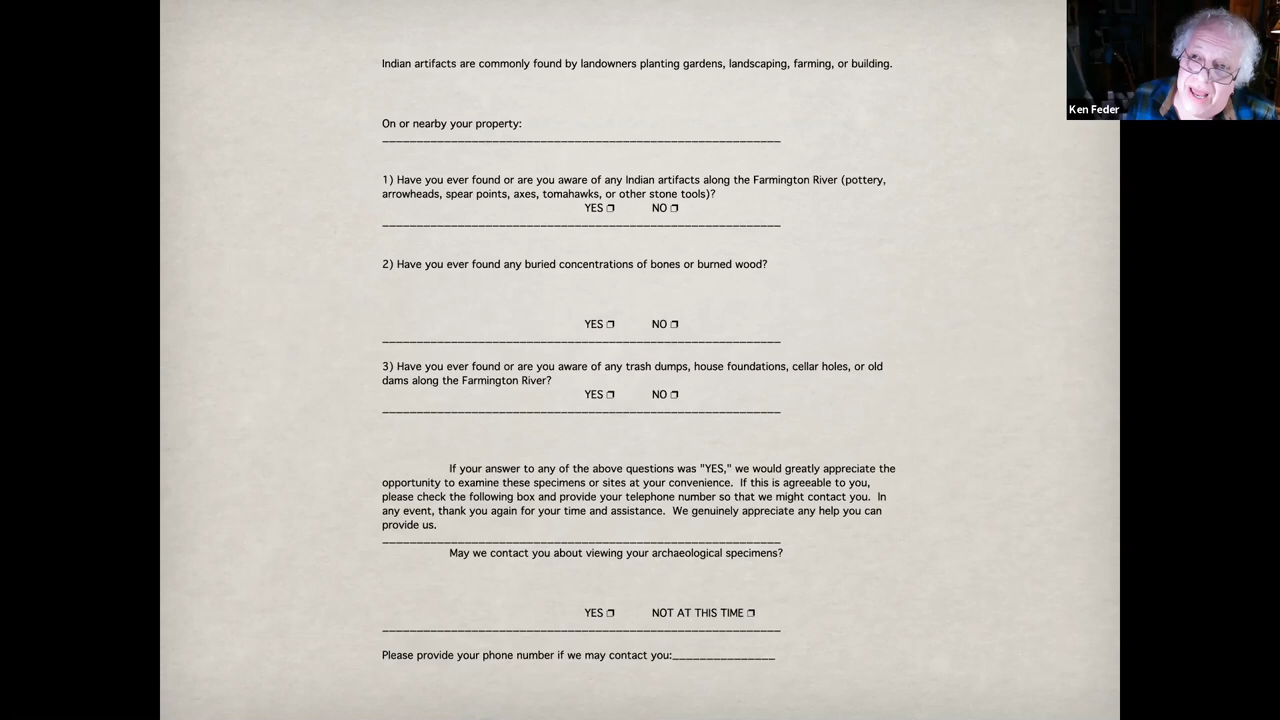 Indian artifacts are commonly found by landowners planting gardens, landscaping, farming, or building.
On or nearby your property:
1) Have you ever found or are you aware of any Indian artifacts along the Farmington River (pottery,
arrowheads, spear points, axes, tomahawks, or other stone tools)?
YES ❒ NO ❒
2) Have you ever found any buried concentrations of bones or burned wood?
YES ❒ NO ❒
3) Have you ever found or are you aware of any trash dumps, house foundations, cellar holes, or old
dams along the Farmington River?
YES ❒ NO ❒
If your answer to any of the above questions was "YES," we would greatly appreciate the
opportunity to examine these specimens or sites at your convenience. If this is agreeable to you,
please check the following box and provide your telephone number so that we might contact you. In
any event, thank you again for your time and assistance. We genuinely appreciate any help you can
provide us.
May we contact you about viewing your archaeological specimens?
YES ❒ NOT AT THIS TIME ❒
Please provide your phone number if we may contact you:_______________
Ken Feder